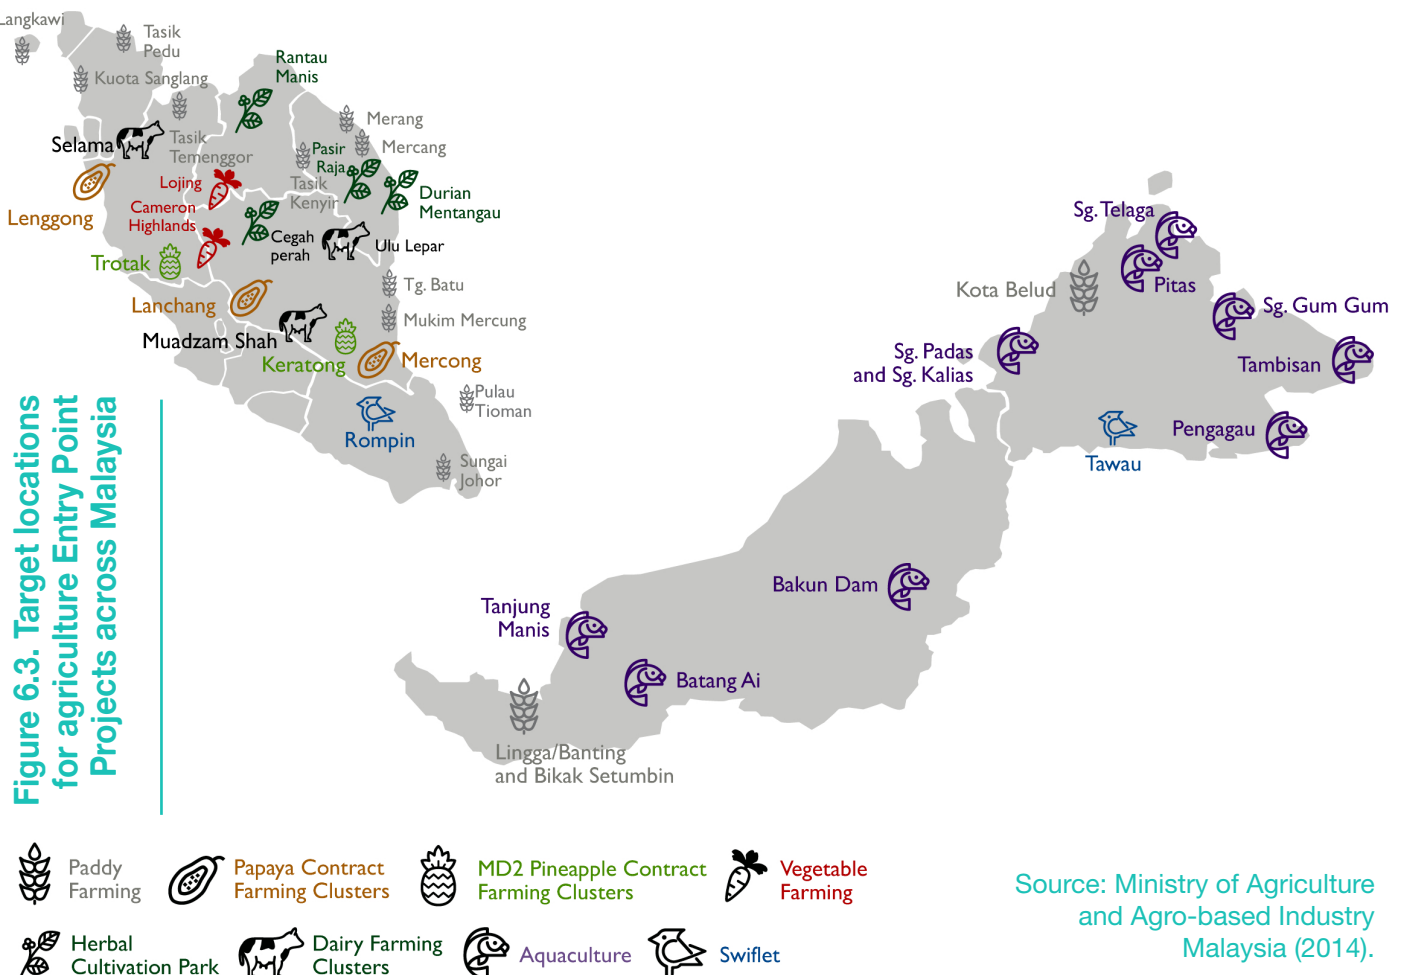 Langkawi
Tasik
Pedu
Kuota Sanglang
Rantau
Manis
Selama
Tasik
Temenggor
Merang
Mercang
Pasir
Raja
Tasik
Kenyir
Lojing
Lenggong
Cameron
Highlands
Durian
Mentangau
Cegah
perah
Ulu Lepar
Trotak
Tg. Batu
Lanchang
Mukim Mercung
Muadzam Shah
Keratong
Mercong
Pulau
Tioman
Rompin
Sungai
Johor
Sg. Telaga
Pitas
Kota Belud
Sg. Gum Gum
Sg. Padas
and Sg. Kalias
Tambisan
Pengagau
Tawau
Bakun Dam
Tanjung
Manis
Batang Ai
Lingga/Banting
and Bikak Setumbin
Figure 6.3. Target locations
for agriculture Entry Point
Projects across Malaysia
Paddy
Farming
Papaya Contract
Farming Clusters
MD2 Pineapple Contract
Farming Clusters
Vegetable
Farming
Herbal
Cultivation Park
Dairy Farming
Clusters
Aquaculture
Swiflet
Source: Ministry of Agriculture
and Agro-based Industry
Malaysia (2014).